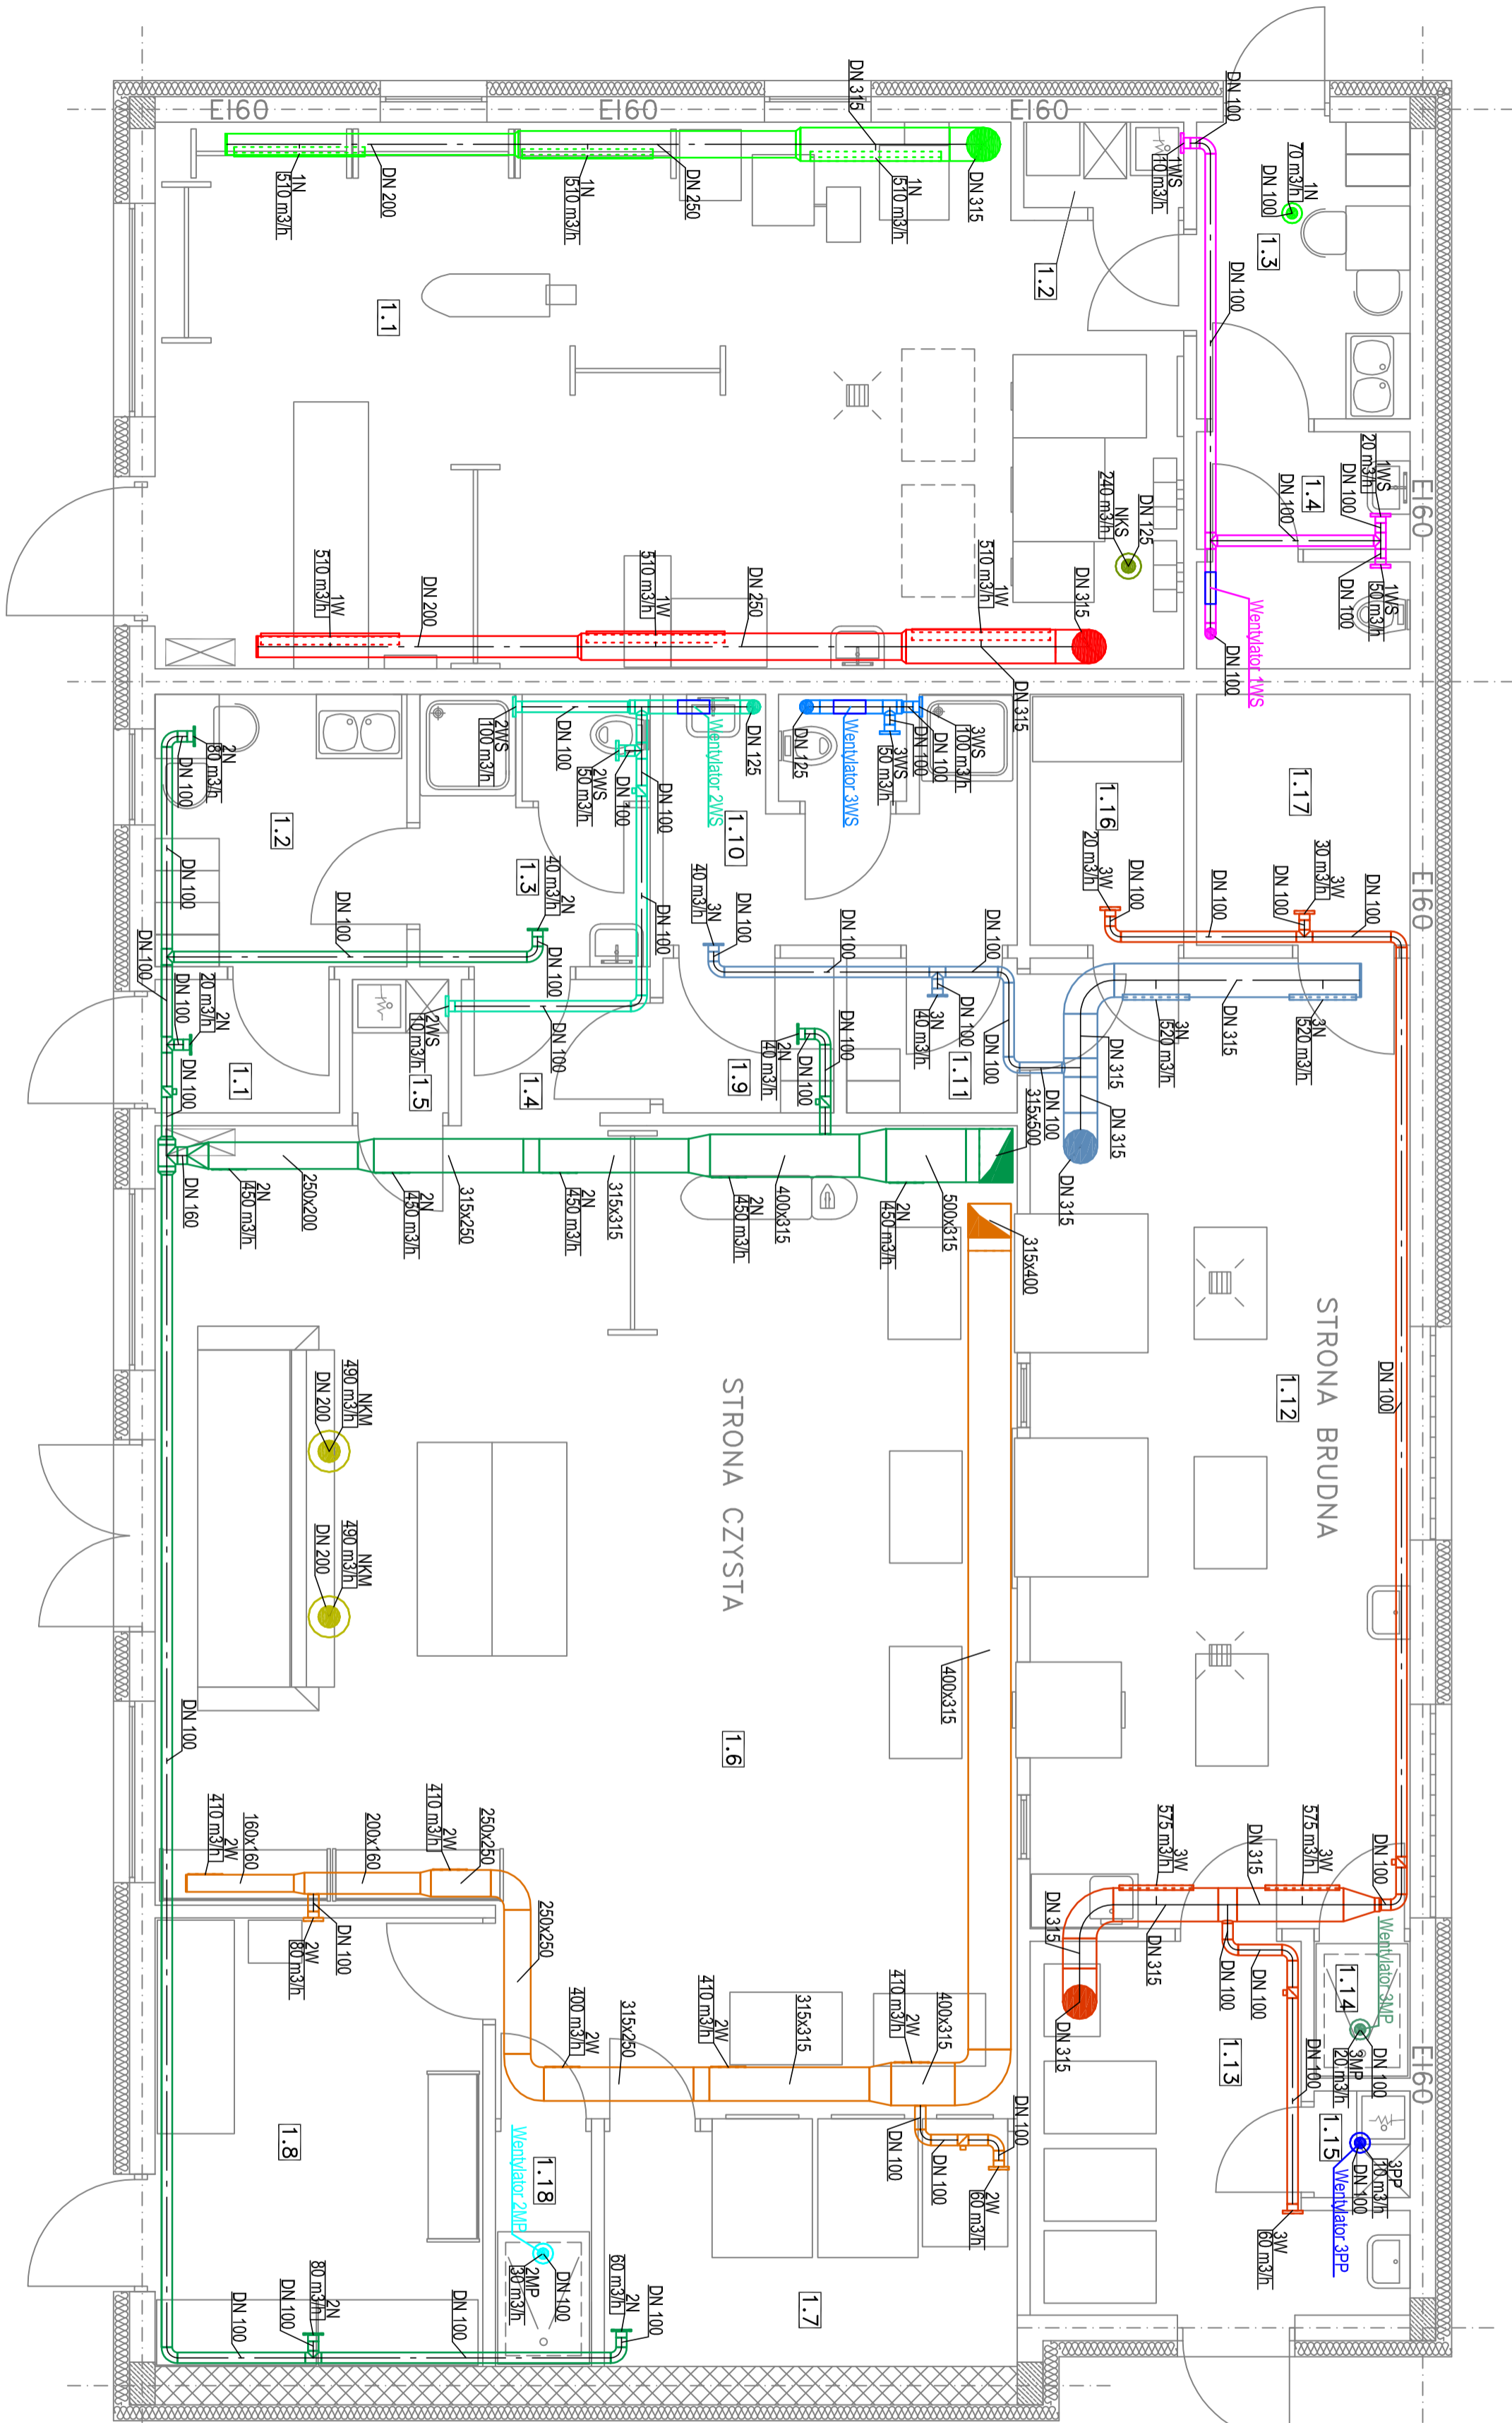 EI60
EI60
EI60
DN 315
DN 100
1N
510 m3/h
DN 200
1N
510 m3/h
DN 250
1N
510 m3/h
DN 315
1WS
10 m3/h
1N
70 m3/h
DN 100
1.3
1.2
1.1
DN 100
1WS
20 m3/h
DN 100
1.4
DN 100
EI60
DN 125
NKS
240 m3/h
1WS
50 m3/h
DN 100
1W
510 m3/h
DN 200
1W
510 m3/h
DN 250
1W
510 m3/h
DN 315
Wentylator 1WS
DN 100
DN 315
2N
80 m3/h
DN 100
1.2
2WS
100 m3/h
DN 100
2WS
50 m3/h
DN 100
DN 100
Wentylator 2WS
DN 125
1.10
DN 125
Wentylator 3WS
3WS
50 m3/h
DN 100
DN 100
3WS
100 m3/h
1.16
1.17
EI60
3W
20 m3/h
DN 100
DN 100
3W
30 m3/h
DN 100
DN 100
DN 100
DN 100
DN 100
1.3
2N
40 m3/h
DN 100
DN 100
3N
40 m3/h
DN 100
DN 100
DN 100
DN 100
2N
20 m3/h
DN 100
DN 100
1.1
2WS
10 m3/h
1.5
DN 100
1.4
2N
40 m3/h
DN 100
DN 100
1.9
3N
40 m3/h
DN 100
1.11
DN 100
DN 100
315x500
3N
520 m3/h
DN 315
3N
520 m3/h
DN 315
DN 315
DN 315
DN 160
2N
450 m3/h
250x200
2N
450 m3/h
315x250
2N
450 m3/h
315x315
2N
450 m3/h
400x315
2N
450 m3/h
500x315
315x400
STRONA BRUDNA
1.12
DN 100
STRONA CZYSTA
NKM
490 m3/h
DN 200
NKM
490 m3/h
DN 200
400x315
1.6
DN 100
2W
410 m3/h
160x160
200x160
2W
410 m3/h
250x250
2W
80 m3/h
DN 100
250x250
2W
400 m3/h
315x250
2W
410 m3/h
315x315
2W
410 m3/h
400x315
3W
575 m3/h
DN 315
3W
575 m3/h
DN 100
DN 315
DN 315
DN 100
DN 100
DN 315
Wentylator 3MP
1.14
DN 100
3MP
20 m3/h
EI60
DN 100
1.13
1.15
3PP
10 m3/h
DN 100
Wentylator 3PP
3W
60 m3/h
DN 100
DN 100
DN 100
2W
60 m3/h
1.8
1.18
Wentylator 2MP
DN 100
2MP
30 m3/h
1.7
DN 100
DN 100
2N
80 m3/h
DN 100
2N
60 m3/h
DN 100